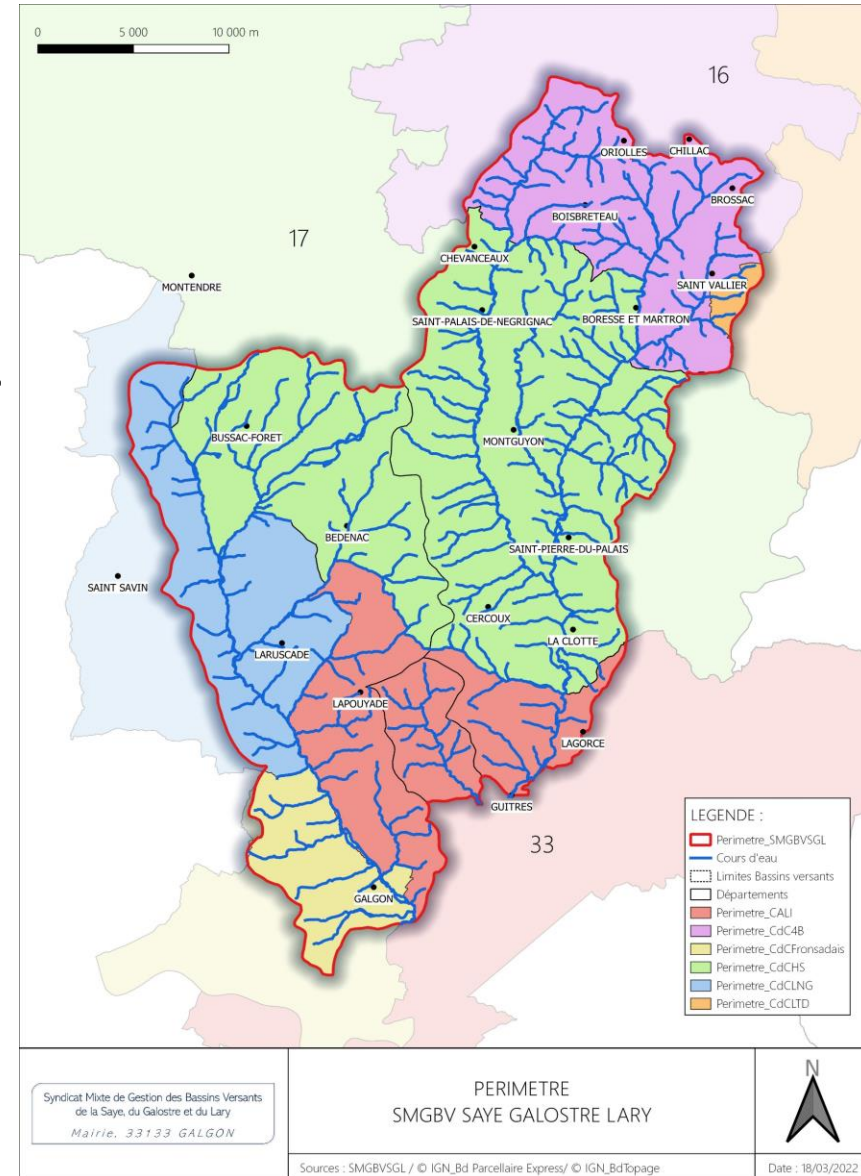 0 5 000 10 000 m
16
ORIOLLES
CHILLAC
BROSSAC
BOISBRETEAU
17
CHEVANCEAUX
MONTENDRE
SAINT VALLIER
SAINT-PALAIS-DE-NEGRIGNAC
BORESSE ET MARTRON
BUSSAC-FORET
MONTGUYON
BEDENAC
SAINT-PIERRE-DU-PALAIS
SAINT SAVIN
CERCOUX
LA CLOTTE
LARUSCADE
LAPOUYADE
LAGORCE
GUITRES
33
GALGON
LEGENDE :
Perimetre_SMGBVSGL
Cours d'eau
Limites Bassins versants
Départements
Perimetre_CALI
Perimetre_CdC4B
Perimetre_CdCFronsadais
Perimetre_CdCHS
Perimetre_CdCLNG
Perimetre_CdCLTD
Syndicat Mixte de Gestion des Bassins Versants
de la Saye, du Galostre et du Lary
Mairie, 33133 GALGON
PERIMETRE
SMGBV SAYE GALOSTRE LARY
N
Sources : SMGBVSGL / © IGN_Bd Parcellaire Express/ © IGN_BdTopage
Date : 18/03/2022